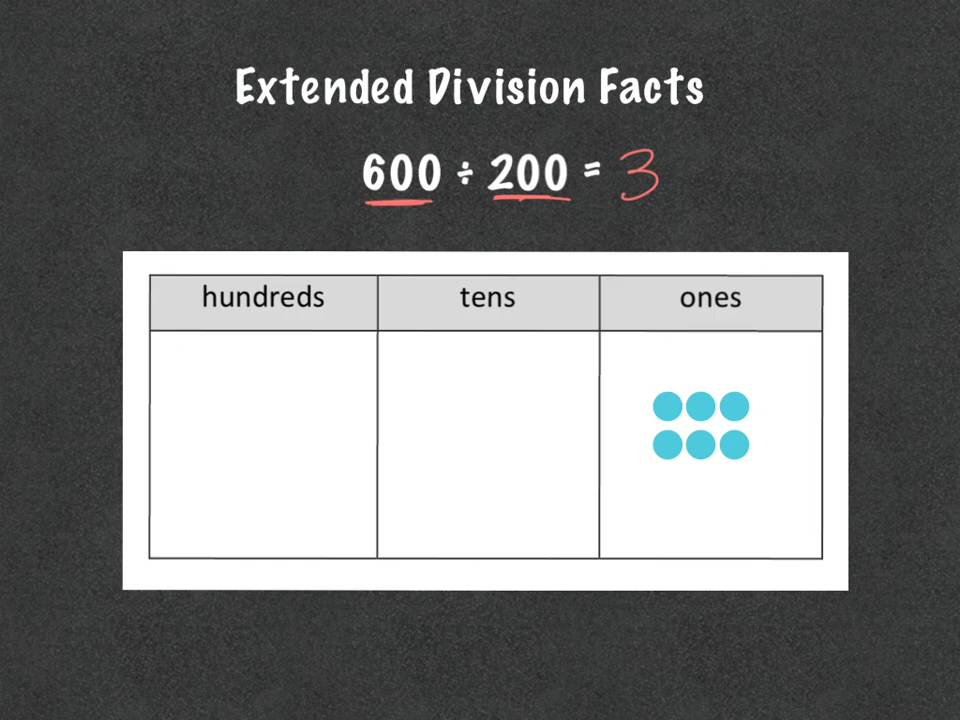 Extended Division Facts
600 ÷ 200 = 3
hundreds tens ones